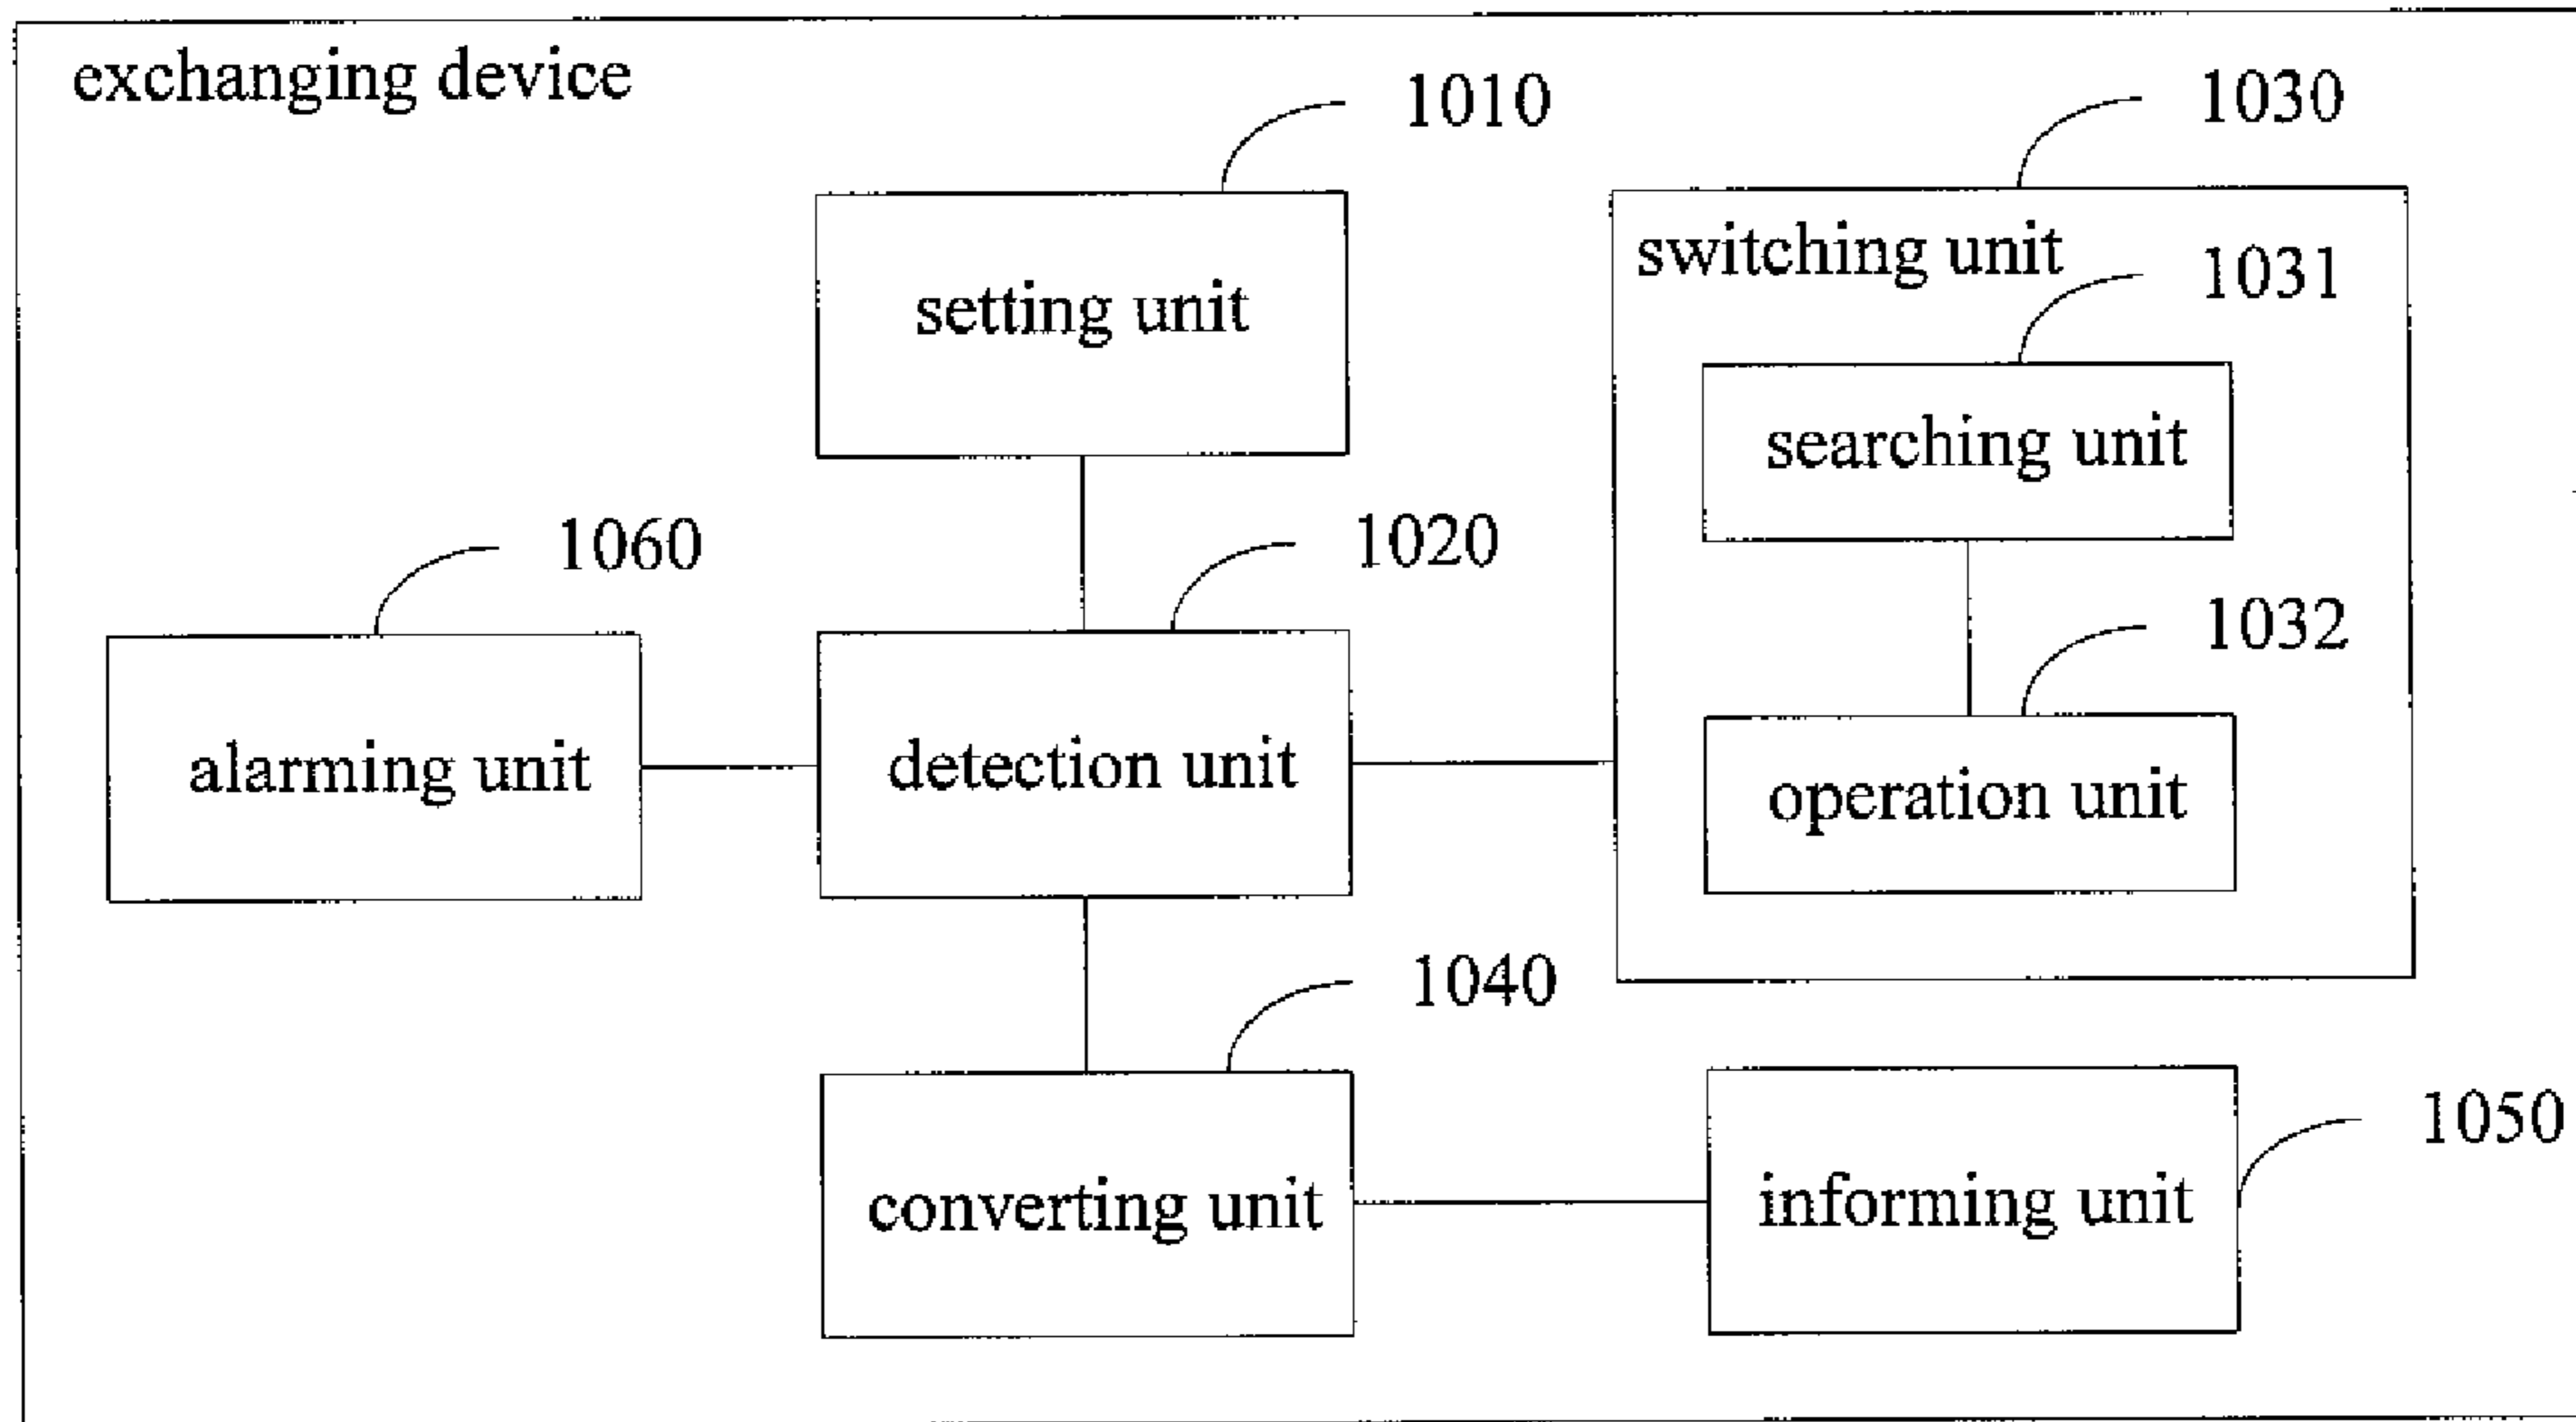 exchanging device
1010
1030
setting unit
switching unit
1031
searching unit
1060
1020
1032
alarming unit
detection unit
operation unit
1040
1050
converting unit
informing unit